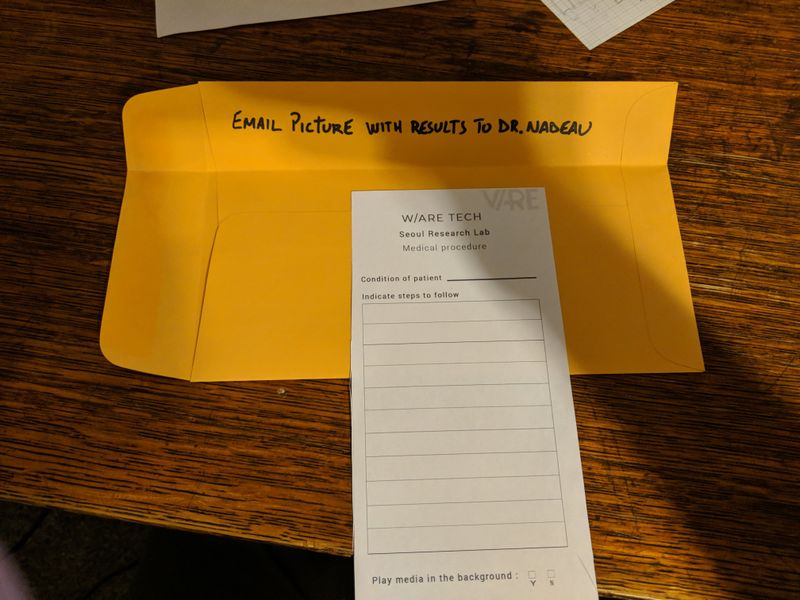 EMAIL PICTURE WITH RESULTS TO DR. NADEAU
W/ARE
W/ARE TECH
Seoul Research Lab
Medical procedure
Condition of patient
Indicate steps to follow
Play media in the background :
Y N